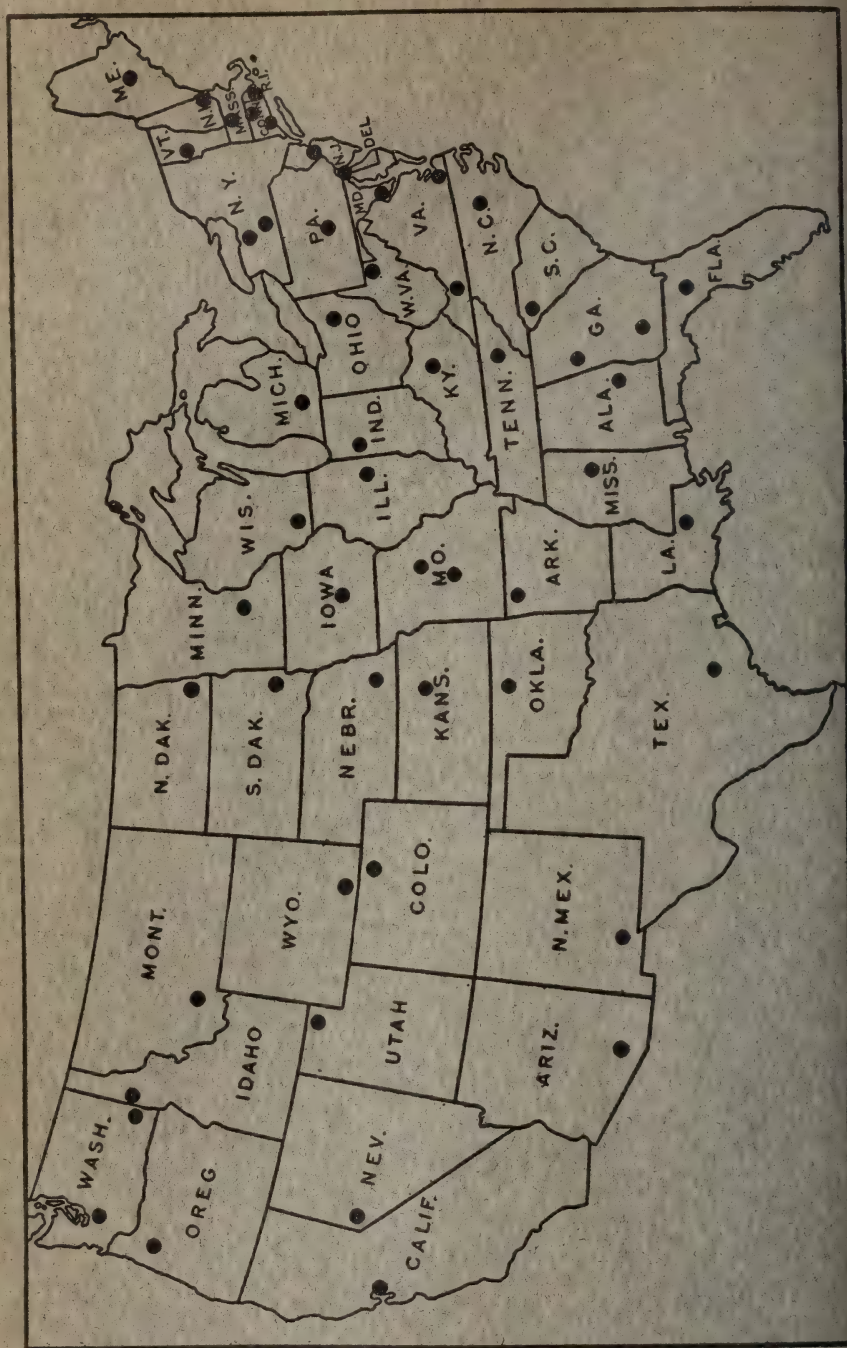 WASH.
OREG
CALIF.
NEV.
IDAHO
MONT.
WYO.
UTAH
COLO.
ARIZ.
N. MEX.
N. DAK.
S. DAK.
NEBR.
KANS.
OKLA.
TEX.
MINN.
IOWA
MO.
ARK.
LA.
WIS.
ILL.
MICH.
IND.
OHIO
KY.
TENN.
MISS.
ALA.
GA.
FLA.
S.C.
N.C.
VA.
W.VA.
MD.
DEL
PA.
N.J.
N.Y.
VT.
ME.
MASS.
R.I.